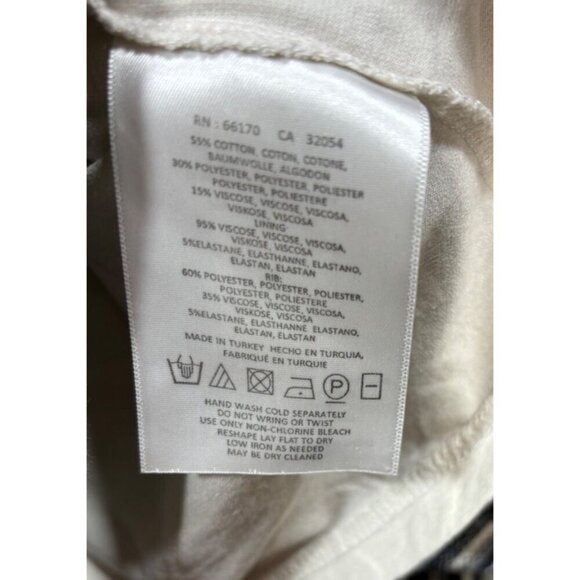 RN : 66170 CA 32054
55% COTTON, COTON, COTONE,
BAUMWOLLE, ALGODON
30% POLYESTER, POLYESTER, POLIESTER
POLYESTER, POLIESTERE
15% VISCOSE, VISCOSE, VISCOSA,
VISKOSE, VISCOSA
LINING:
95% VISCOSE, VISCOSE, VISCOSA,
VISKOSE, VISCOSA
5%ELASTANE, ELASTHANNE, ELASTANO,
ELASTAN, ELASTAN
RIB:
60% POLYESTER, POLYESTER, POLIESTER,
POLYESTER, POLIESTERE
35% VISCOSE, VISCOSE, VISCOSA,
VISKOSE, VISCOSA
5%ELASTANE, ELASTHANNE ELASTANO,
ELASTAN, ELASTAN
MADE IN TURKEY HECHO EN TURQUIA,
FABRIQUÉ EN TURQUIE
P
HAND WASH COLD SEPARATELY
DO NOT WRING OR TWIST
USE ONLY NON-CHLORINE BLEACH
RESHAPE LAY FLAT TO DRY
LOW IRON AS NEEDED
MAY BE DRY CLEANED